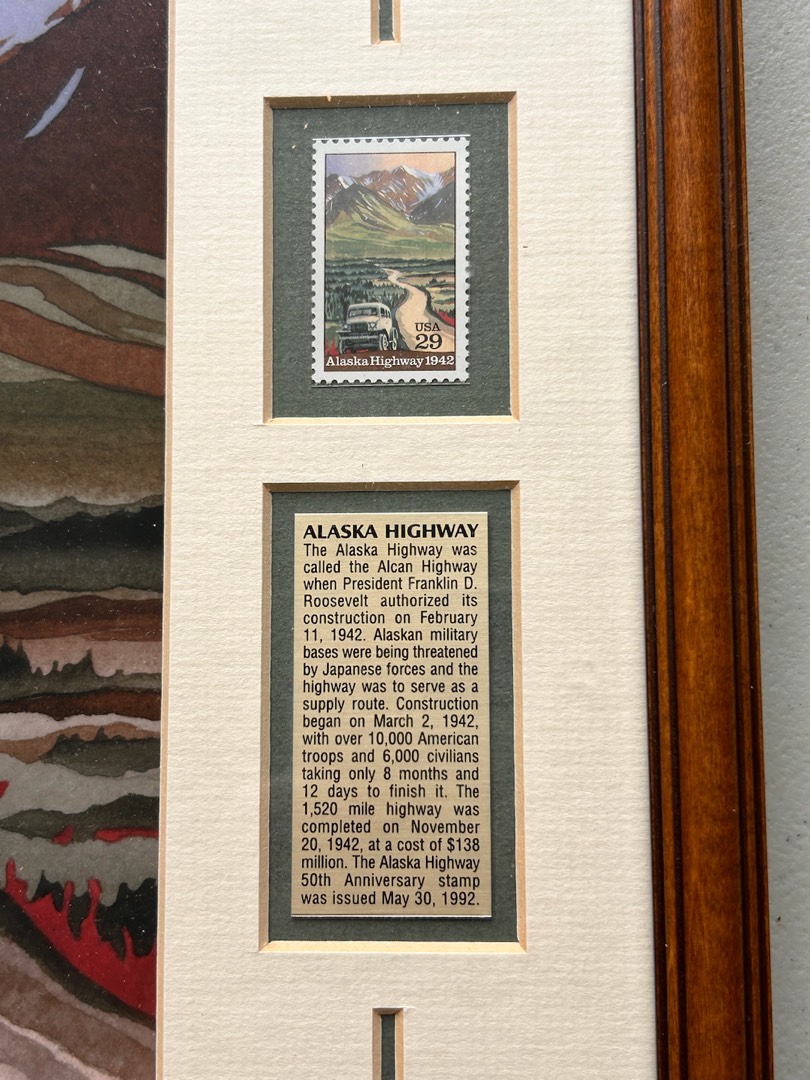 USA
29
Alaska Highway 1942
ALASKA HIGHWAY
The Alaska Highway was
called the Alcan Highway
when President Franklin D.
Roosevelt authorized its
construction on February
11, 1942. Alaskan military
bases were being threatened
by Japanese forces and the
highway was to serve as a
supply route. Construction
began on March 2, 1942,
with over 10,000 American
troops and 6,000 civilians
taking only 8 months and
12 days to finish it. The
1,520 mile highway was
completed on November
20, 1942, at a cost of $138
million. The Alaska Highway
50th Anniversary stamp
was issued May 30, 1992.